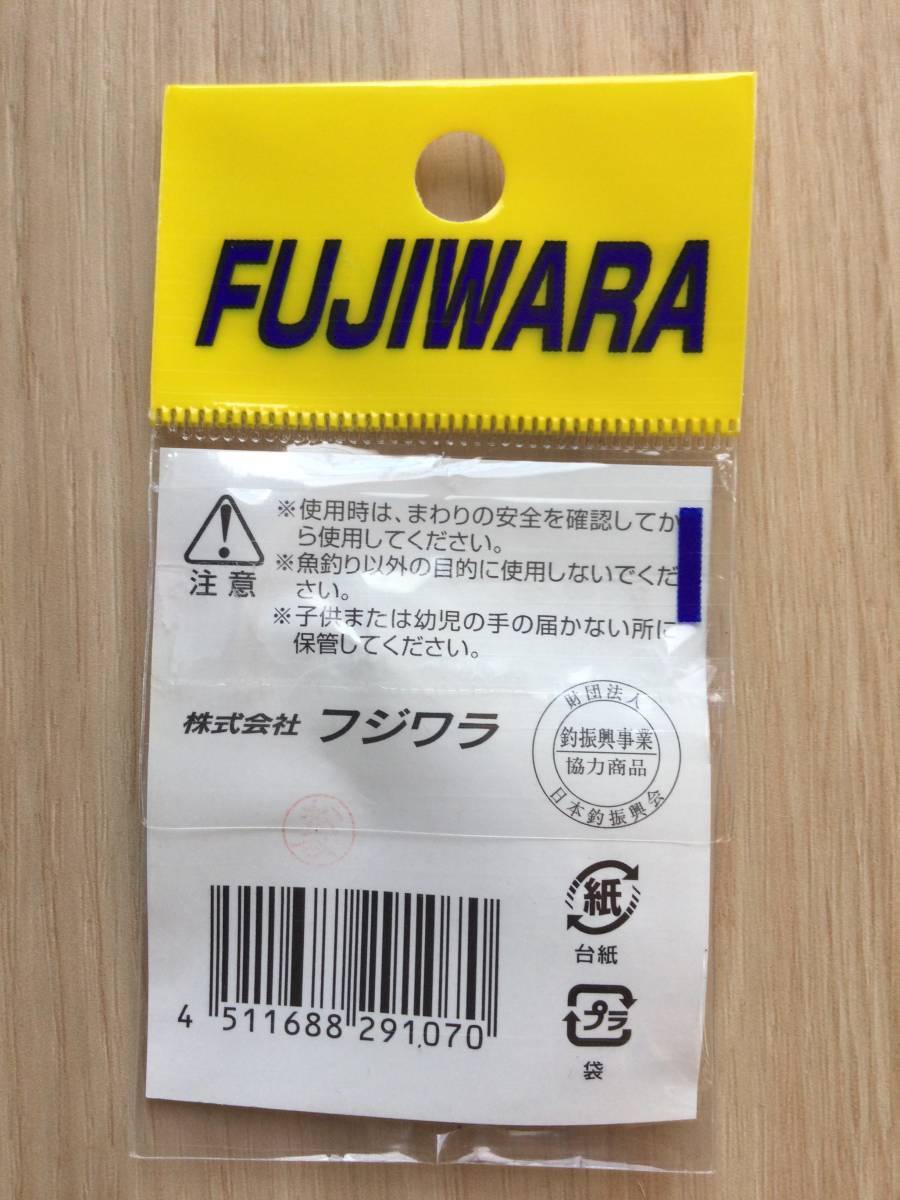 FUJIWARA
※使用時は、まわりの安全を確認してか
ら使用してください。
※魚釣り以外の目的に使用しないでくだ
さい。
※子供または幼児の手の届かない所に
保管してください。
注意
株式会社 フジワラ
財団法人
釣振興事業
協力商品
日本釣振興会
紙
台紙
プラ
袋
4 511688 291070